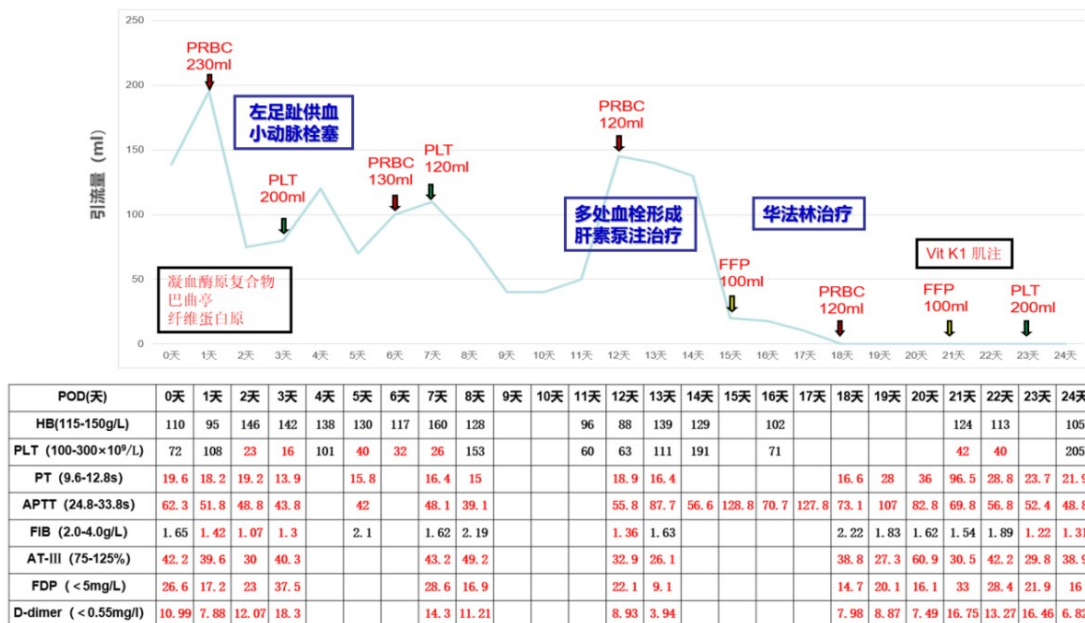 250
200
150
100
50
0
引流量（ml）
PRBC
230ml
左足趾供血
小动脉栓塞
PLT
200ml
PRBC
130ml
PLT
120ml
PRBC
120ml
多处血栓形成
肝素泵注治疗
华法林治疗
FFP
100ml
PRBC
120ml
Vit K1 肌注
FFP
100ml
PLT
200ml
凝血酶原复合物
巴曲亭
纤维蛋白原
0天 1天 2天 3天 4天 5天 6天 7天 8天 9天 10天 11天 12天 13天 14天 15天 16天 17天 18天 19天 20天 21天 22天 23天 24天
POD(天) 0天 1天 2天 3天 4天 5天 6天 7天 8天 9天 10天 11天 12天 13天 14天 15天 16天 17天 18天 19天 20天 21天 22天 23天 24天
HB(115-150g/L) 110 95 146 142 138 130 117 160 128 96 88 139 129 102 124 113 105
PLT (100-300×10⁹/L) 72 108 23 16 101 40 32 26 153 60 63 111 191 71 42 40 205
PT (9.6-12.8s) 19.6 18.2 19.2 13.9 15.8 16.4 15 18.9 16.4 16.6 28 36 96.5 28.8 23.7 21.9
APTT (24.8-33.8s) 62.3 51.8 48.8 43.8 42 48.1 39.1 55.8 87.7 56.6 128.8 70.7 127.8 73.1 107 82.8 69.8 56.8 52.4 48.8
FIB (2.0-4.0g/L) 1.65 1.42 1.07 1.3 2.1 1.62 2.19 1.36 1.63 2.22 1.83 1.62 1.54 1.89 1.22 1.31
AT-III (75-125%) 42.2 39.6 30 40.3 43.2 49.2 32.9 26.1 38.8 27.3 60.9 30.5 42.2 29.8 38.9
FDP (＜5mg/L) 26.6 17.2 23 37.5 28.6 16.9 22.1 9.1 14.7 20.1 16.1 33 28.4 21.9 16
D-dimer (＜0.55mg/l) 10.99 7.88 12.07 18.3 14.3 11.21 8.93 3.94 7.98 8.87 7.49 16.75 13.27 16.46 6.82